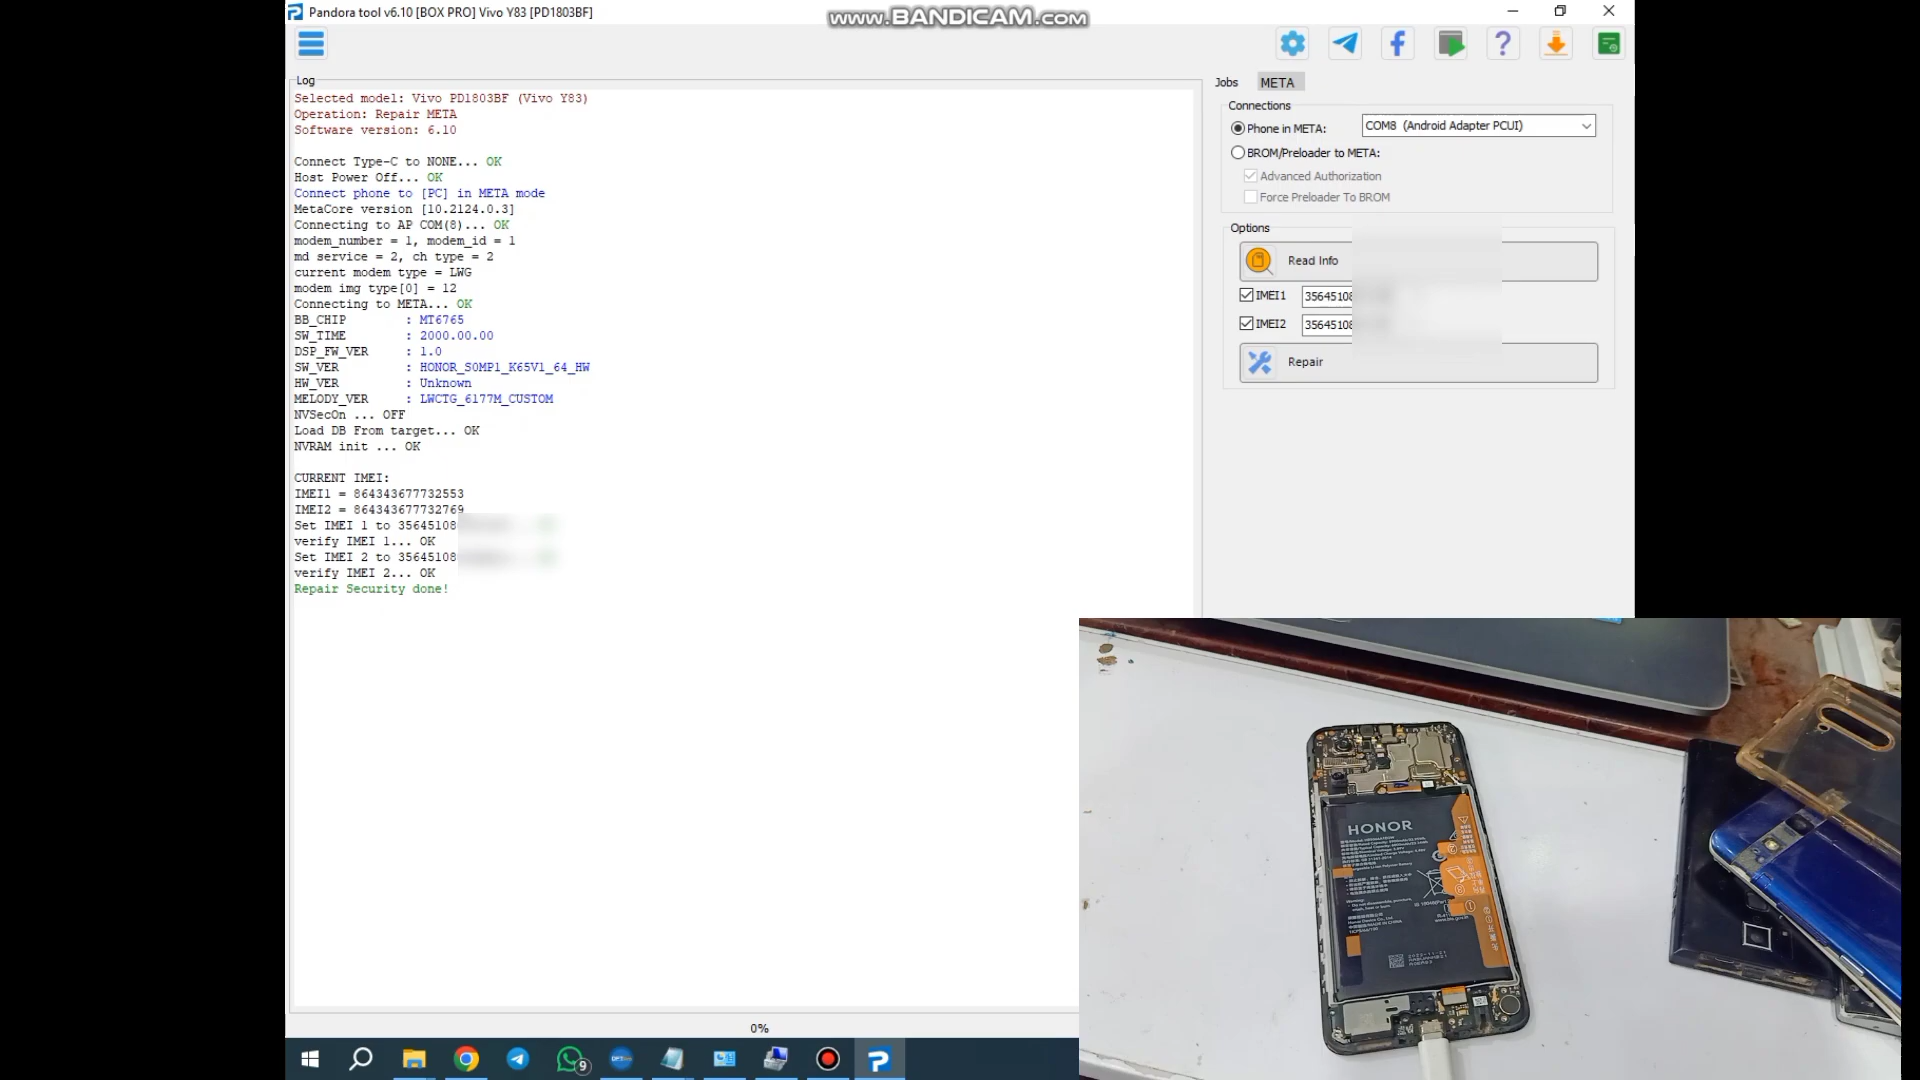 Pandora tool v6.10 [BOX PRO] Vivo Y83 [PD1803BF]
www.BANDICAM.com
Log
Selected model: Vivo PD1803BF (Vivo Y83)
Operation: Repair META
Software version: 6.10
Connect Type-C to NONE... OK
Host Power Off... OK
Connect phone to [PC] in META mode
MetaCore version [10.2124.0.3]
Connecting to AP COM(8)... OK
modem_number = 1, modem_id = 1
md service = 2, ch type = 2
current modem type = LWG
modem img type[0] = 12
Connecting to META... OK
BB_CHIP : MT6765
SW_TIME : 2000.00.00
DSP_FW_VER : 1.0
SW_VER : HONOR_S0MP1_K65V1_64_HW
HW_VER : Unknown
MELODY_VER : LWCTG_6177M_CUSTOM
NVSecOn ... OFF
Load DB From target... OK
NVRAM init ... OK
CURRENT IMEI:
IMEI1 = 864343677732553
IMEI2 = 864343677732769
Set IMEI 1 to 35645108
verify IMEI 1... OK
Set IMEI 2 to 35645108
verify IMEI 2... OK
Repair Security done!
Jobs META
Connections
Phone in META: COM8 (Android Adapter PCUI)
BROM/Preloader to META:
Advanced Authorization
Force Preloader To BROM
Options
Read Info
IMEI1 35645108
IMEI2 35645108
Repair
0%
9
HONOR